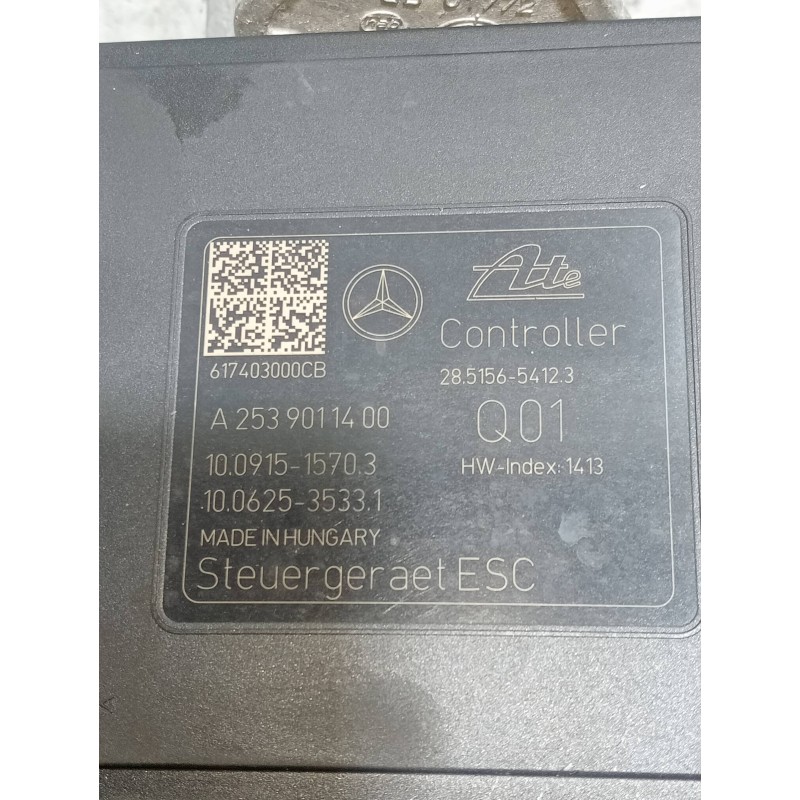 Ate
Controller
617403000CB
28.5156-5412.3
A 253 901 14 00
Q01
10.0915-1570.3
HW-Index: 1413
10.0625-3533.1
MADE IN HUNGARY
Steuergeraet ESC